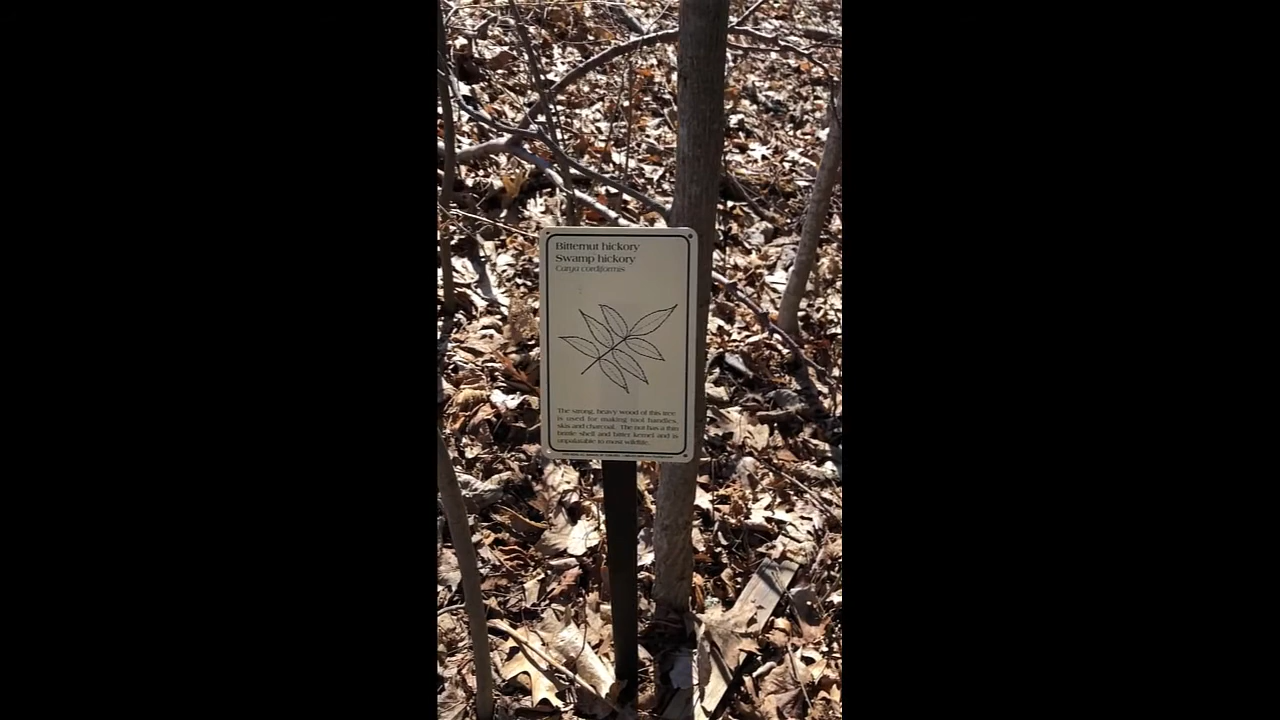 Bitternut hickory
Swamp hickory
Carya cordiformis
The strong, heavy wood of this tree
is used for making tool handles,
skis and charcoal. The nut has a thin
brittle shell and bitter kernel and is
unpalatable to most wildlife.